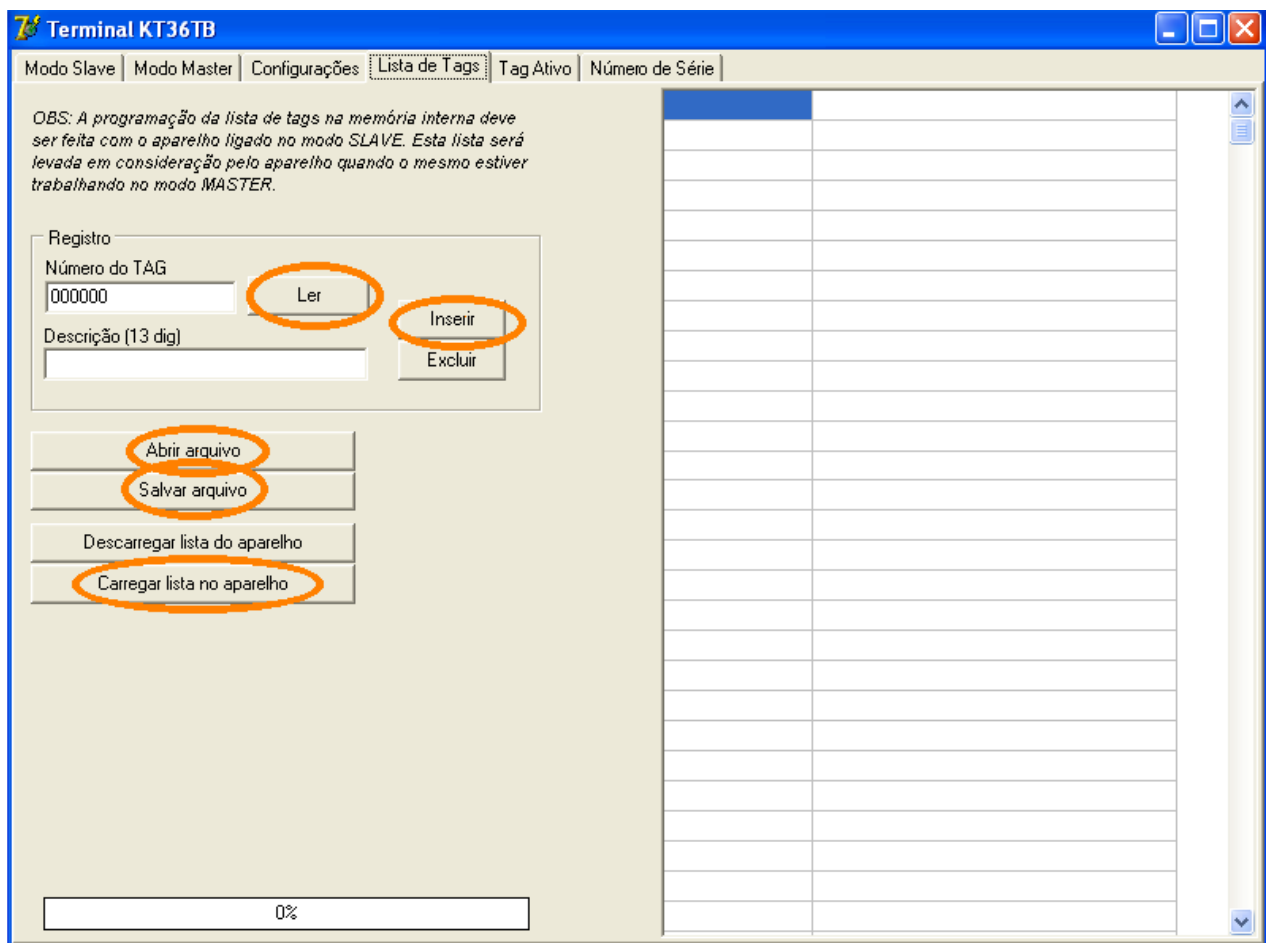 Terminal KT36TB
Modo Slave Modo Master Configurações Lista de Tags Tag Ativo Número de Série
OBS: A programação da lista de tags na memória interna deve
ser feita com o aparelho ligado no modo SLAVE. Esta lista será
levada em consideração pelo aparelho quando o mesmo estiver
trabalhando no modo MASTER.
Registro
Número do TAG
000000
Ler
Inserir
Descrição (13 dig)
Excluir
Abrir arquivo
Salvar arquivo
Descarregar lista do aparelho
Carregar lista no aparelho
0%